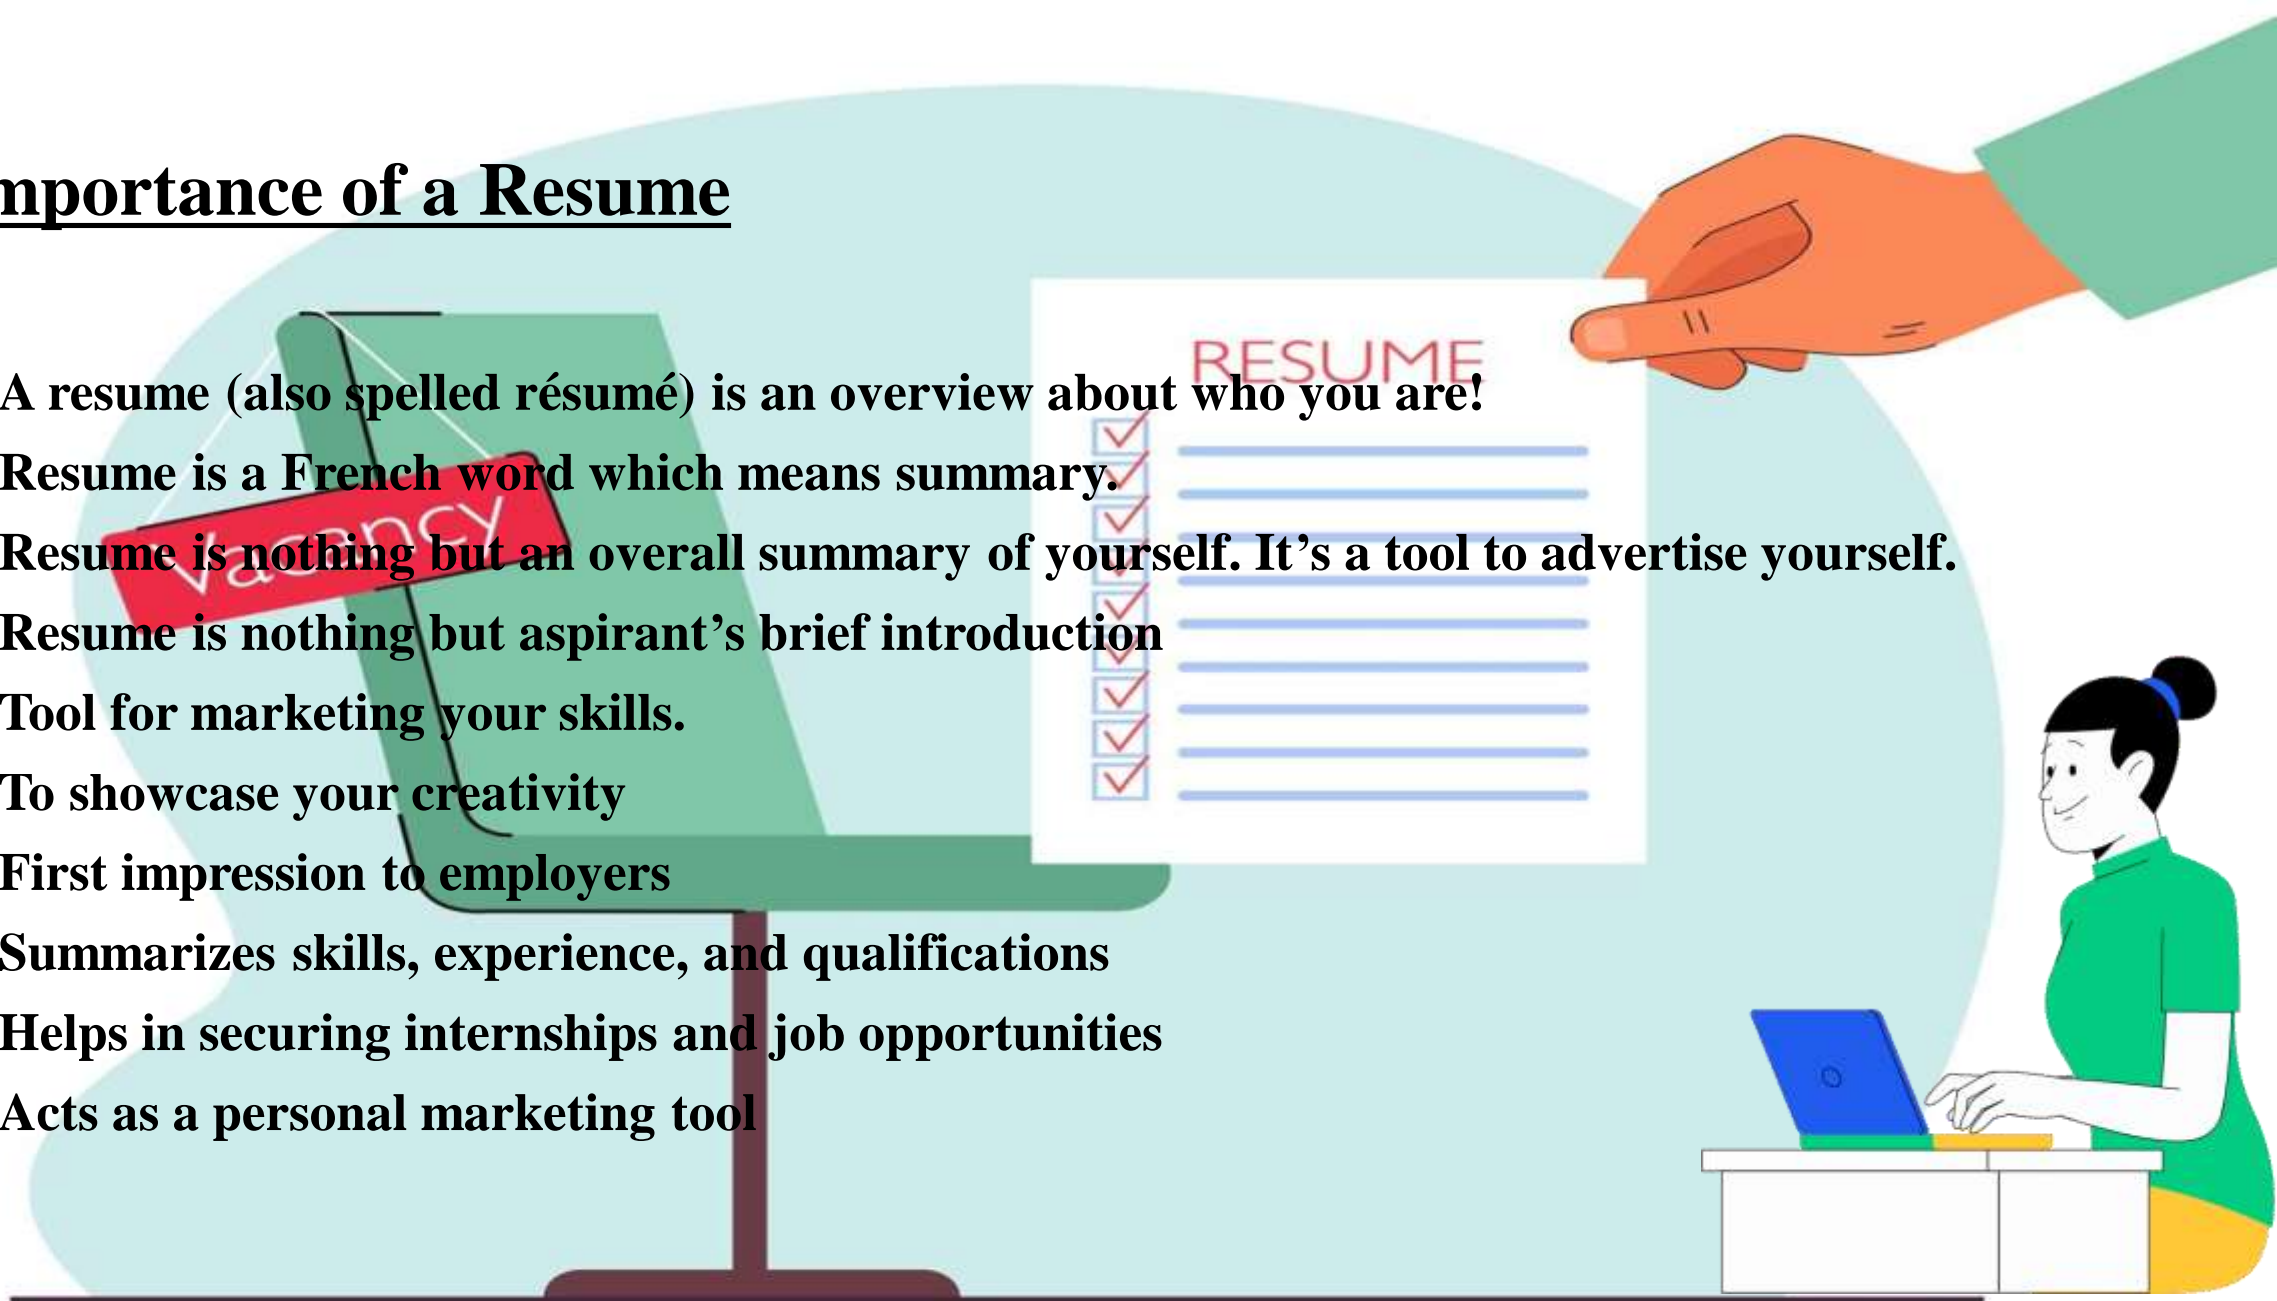 mportance of a Resume
RESUME
A resume (also spelled résumé) is an overview about who you are!
Resume is a French word which means summary.
Vacancy
Resume is nothing but an overall summary of yourself. It’s a tool to advertise yourself.
Resume is nothing but aspirant’s brief introduction
Tool for marketing your skills.
To showcase your creativity
First impression to employers
Summarizes skills, experience, and qualifications
Helps in securing internships and job opportunities
Acts as a personal marketing tool